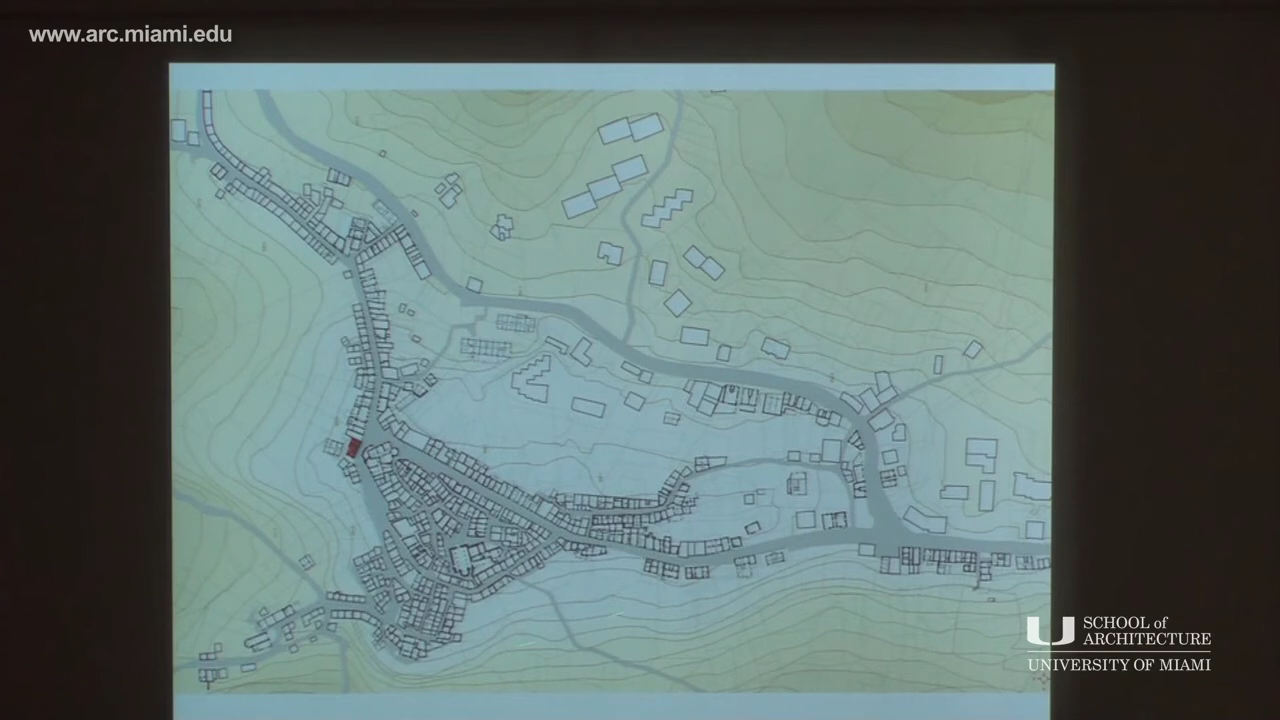 www.arc.miami.edu
SCHOOL of
ARCHITECTURE
UNIVERSITY OF MIAMI